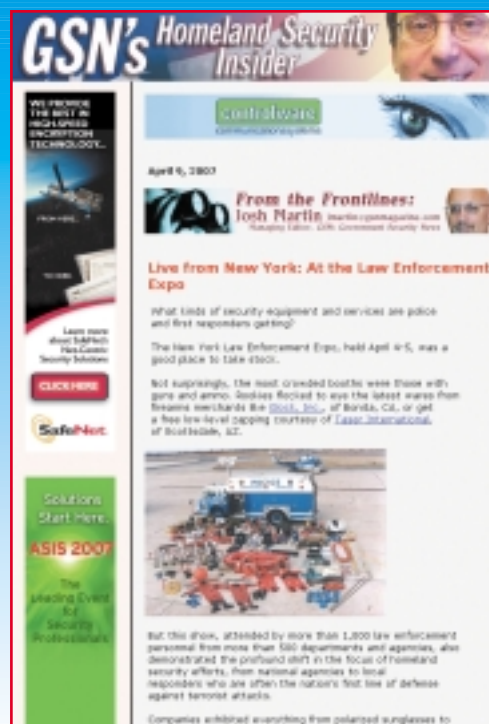 GSN's Homeland Security
Insider
WE PROVIDE
THE BEST IN
HIGH-SPEED
ENCRYPTION
TECHNOLOGY...
FROM HERE...
TO HERE
Learn more
about SafeNet's
Security Solutions
CLICK HERE
SafeNet
Solutions
Start Here.
ASIS 2007
The
Leading Event
for
Security
Professionals
controlware
communicationssystems
April 9, 2007
From the Frontlines:
Josh Martin jmartin@gsnmagazine.com
Managing Editor, GSN: Government Security News
Live from New York: At the Law Enforcement
Expo
What kinds of security equipment and services are police
and first responders getting?
The New York Law Enforcement Expo, held April 4-5, was a
good place to take stock.
Not surprisingly, the most crowded booths were those with
guns and ammo. Rookies flocked to eye the latest wares from
firearms merchants like Glock, Inc., of , or get
a free low-level zapping courtesy of Taser International,
of Scottsdale, AZ.
But this show, attended by more than 1,000 law enforcement
personnel from more than 500 departments and agencies, also
demonstrated the profound shift in the focus of homeland
security efforts, from national agencies to local
responders who are often the nation's first line of defense
against terrorist attacks.
Companies exhibited everything from polarized sunglasses to